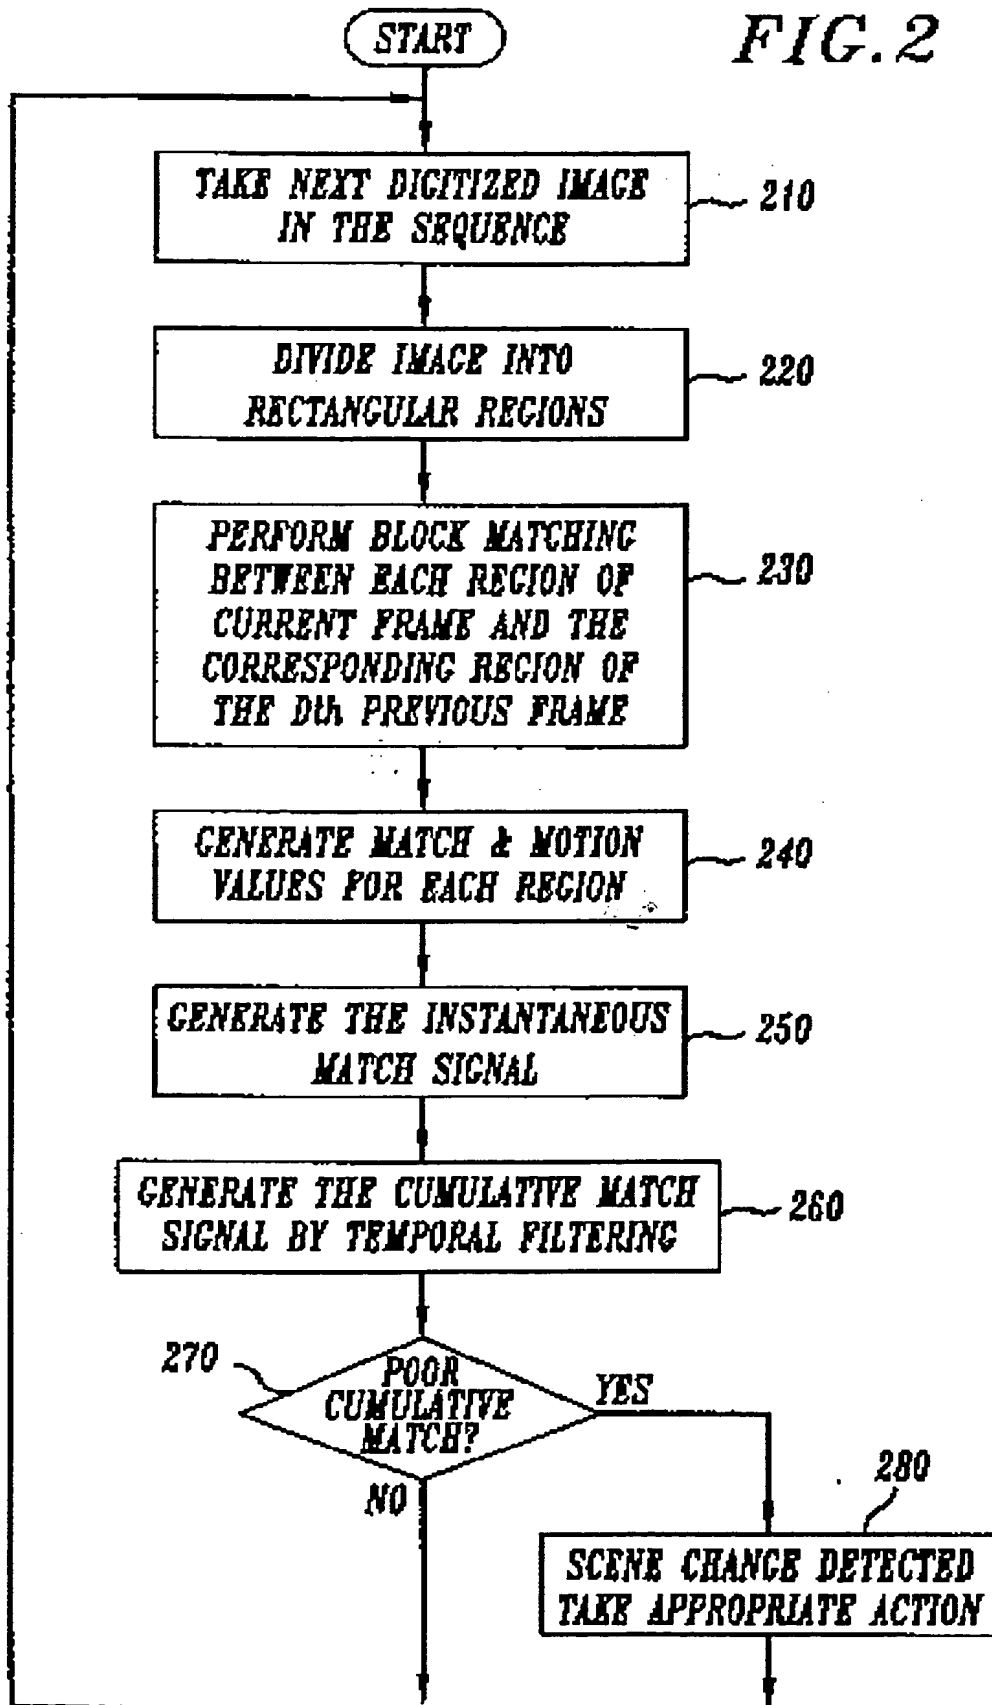 FIG. 2
START
TAKE NEXT DIGITIZED IMAGE
IN THE SEQUENCE
210
DIVIDE IMAGE INTO
RECTANGULAR REGIONS
220
PERFORM BLOCK MATCHING
BETWEEN EACH REGION OF
CURRENT FRAME AND THE
CORRESPONDING REGION OF
THE Dth PREVIOUS FRAME
230
GENERATE MATCH & MOTION
VALUES FOR EACH REGION
240
GENERATE THE INSTANTANEOUS
MATCH SIGNAL
250
GENERATE THE CUMULATIVE MATCH
SIGNAL BY TEMPORAL FILTERING
260
270
POOR
CUMULATIVE
MATCH?
YES
NO
280
SCENE CHANGE DETECTED
TAKE APPROPRIATE ACTION